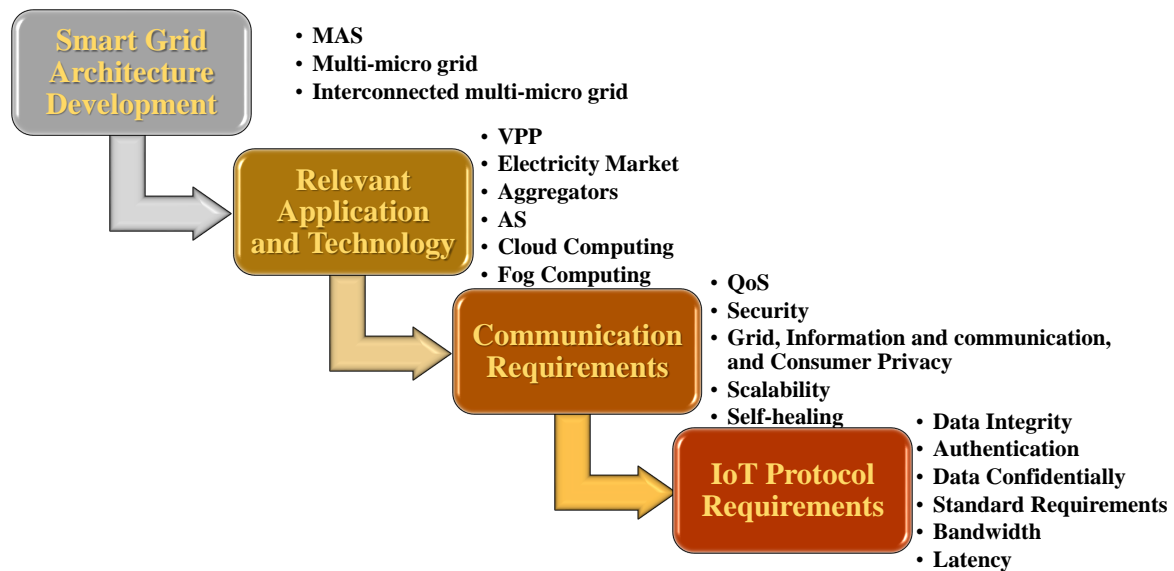 Smart Grid
Architecture
Development
• MAS
• Multi-micro grid
• Interconnected multi-micro grid
Relevant
Application
and Technology
• VPP
• Electricity Market
• Aggregators
• AS
• Cloud Computing
• Fog Computing
Communication
Requirements
• QoS
• Security
• Grid, Information and communication,
and Consumer Privacy
• Scalability
• Self-healing
IoT Protocol
Requirements
• Data Integrity
• Authentication
• Data Confidentially
• Standard Requirements
• Bandwidth
• Latency